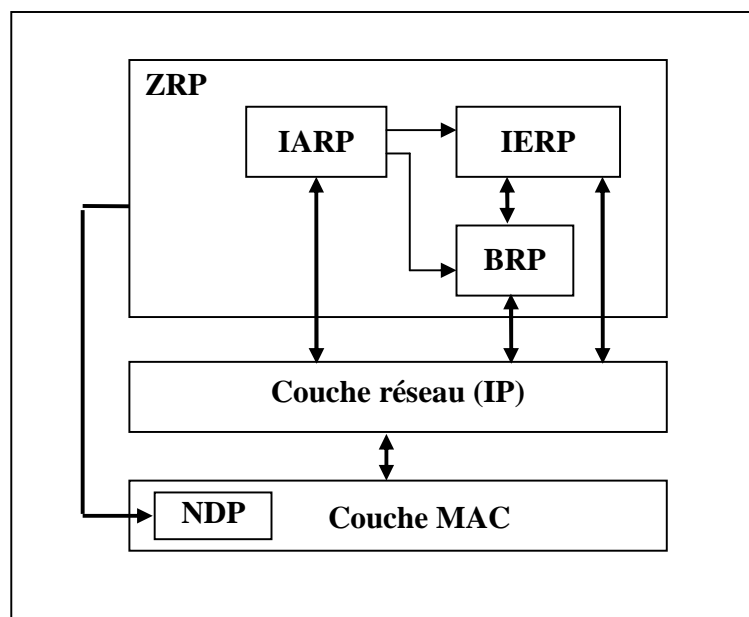 ZRP
IARP
IERP
BRP
Couche réseau (IP)
NDP
Couche MAC